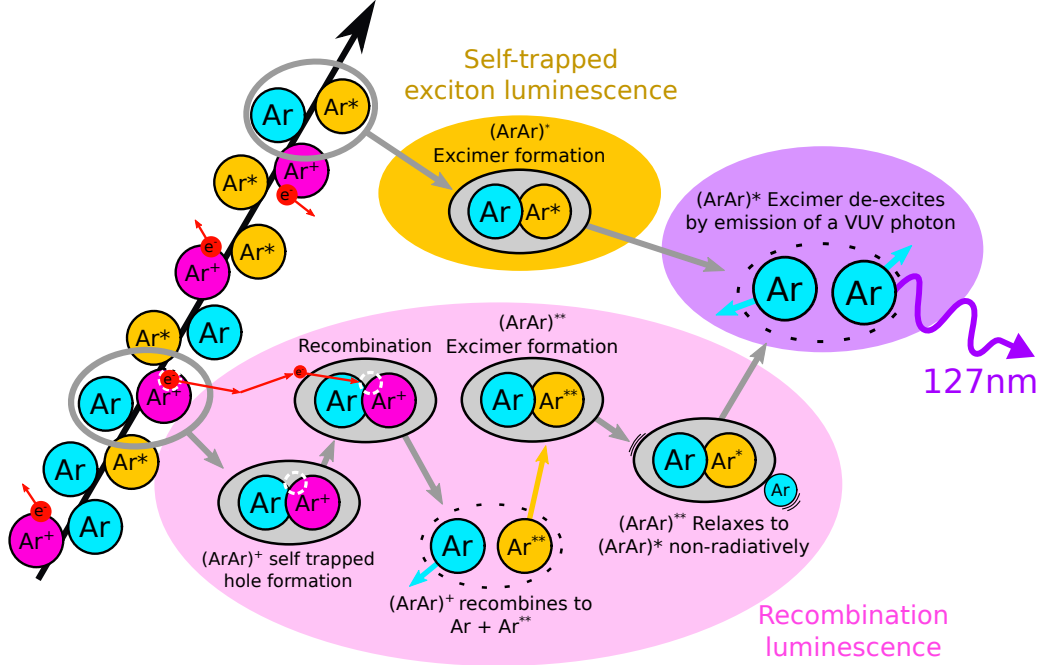 Self-trapped
exciton luminescence
(ArAr)*
Excimer formation
Ar
Ar*
(ArAr)* Excimer de-excites
by emission of a VUV photon
Ar
Ar
127nm
Ar
Ar*
Ar⁺
e⁻
Ar*
e⁻
Ar⁺
Ar*
Ar*
Ar
e⁻
Ar⁺
Ar
Ar*
Ar
e⁻
Ar⁺
Ar
Recombination
e⁻
Ar
Ar⁺
Ar
Ar⁺
(ArAr)⁺ self trapped
hole formation
Ar
Ar**
(ArAr)⁺ recombines to
Ar + Ar**
(ArAr)**
Excimer formation
Ar
Ar**
Ar
Ar*
Ar
(ArAr)** Relaxes to
(ArAr)* non-radiatively
Recombination
luminescence